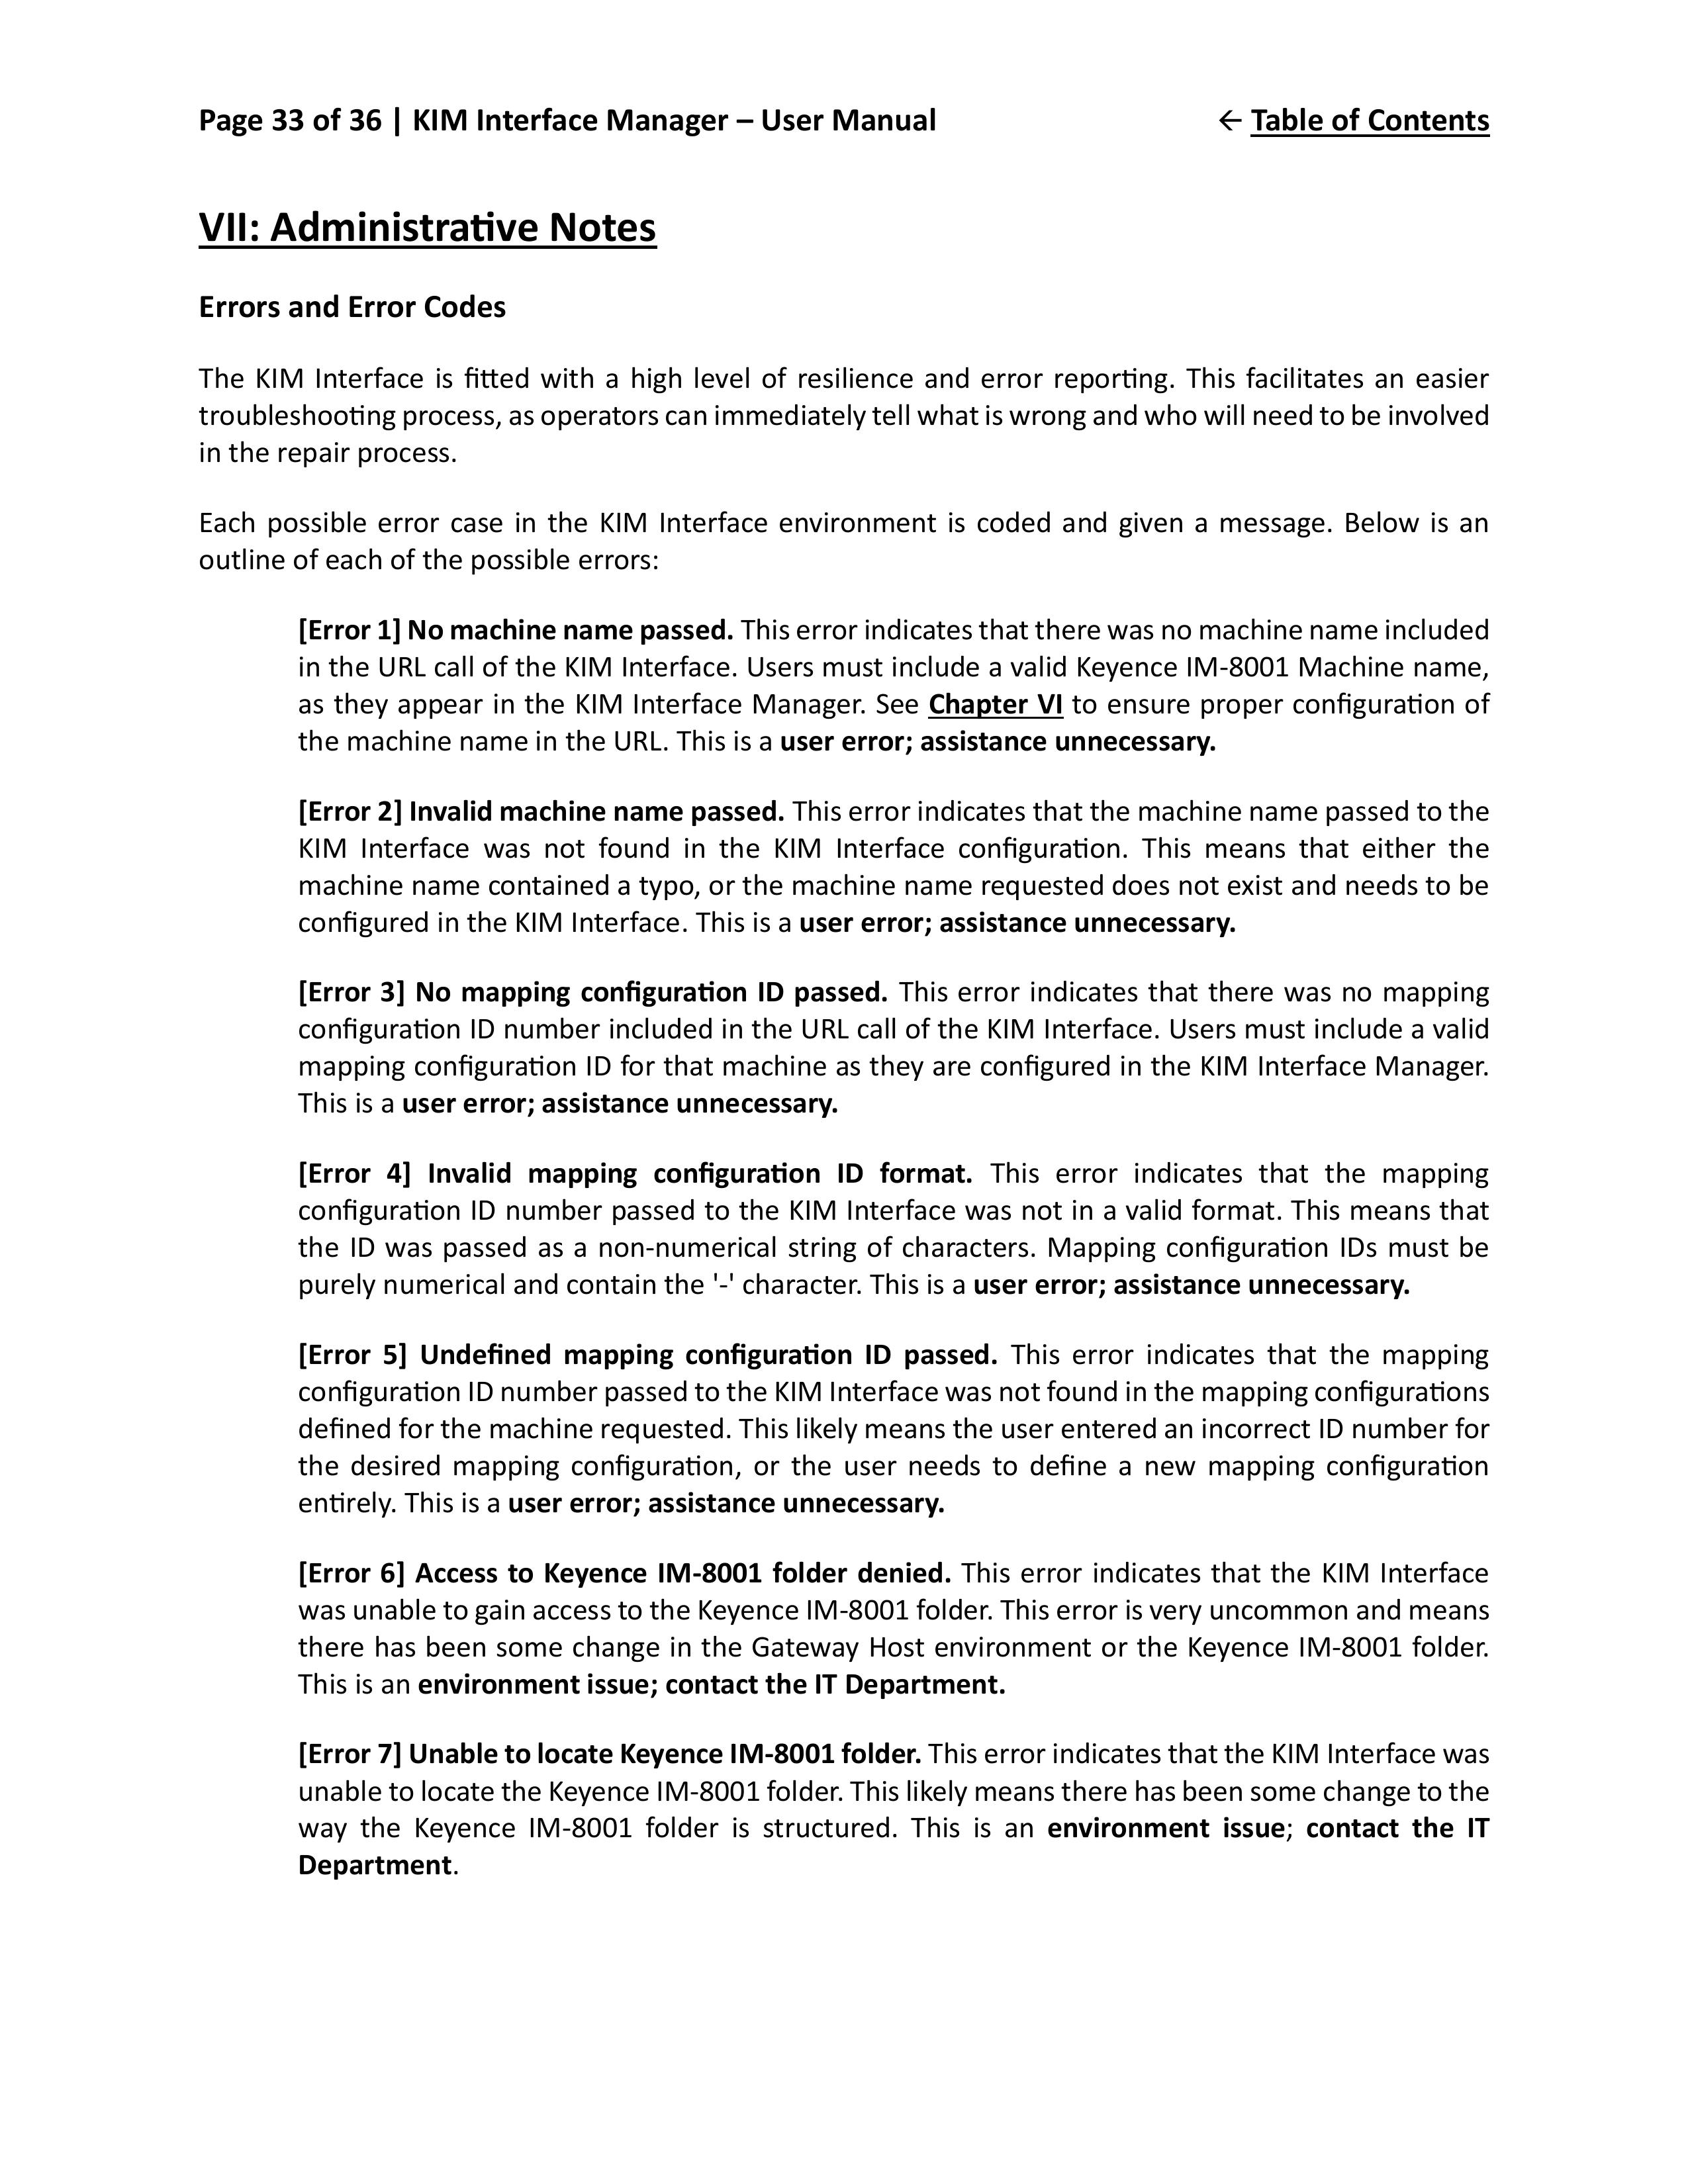 Page 33 of 36 | KIM Interface Manager – User Manual
← Table of Contents
VII: Administrative Notes
Errors and Error Codes
The KIM Interface is fitted with a high level of resilience and error reporting. This facilitates an easier
troubleshooting process, as operators can immediately tell what is wrong and who will need to be involved
in the repair process.
Each possible error case in the KIM Interface environment is coded and given a message. Below is an
outline of each of the possible errors:
[Error 1] No machine name passed. This error indicates that there was no machine name included
in the URL call of the KIM Interface. Users must include a valid Keyence IM-8001 Machine name,
as they appear in the KIM Interface Manager. See Chapter VI to ensure proper configuration of
the machine name in the URL. This is a user error; assistance unnecessary.
[Error 2] Invalid machine name passed. This error indicates that the machine name passed to the
KIM Interface was not found in the KIM Interface configuration. This means that either the
machine name contained a typo, or the machine name requested does not exist and needs to be
configured in the KIM Interface. This is a user error; assistance unnecessary.
[Error 3] No mapping configuration ID passed. This error indicates that there was no mapping
configuration ID number included in the URL call of the KIM Interface. Users must include a valid
mapping configuration ID for that machine as they are configured in the KIM Interface Manager.
This is a user error; assistance unnecessary.
[Error 4] Invalid mapping configuration ID format. This error indicates that the mapping
configuration ID number passed to the KIM Interface was not in a valid format. This means that
the ID was passed as a non-numerical string of characters. Mapping configuration IDs must be
purely numerical and contain the '-' character. This is a user error; assistance unnecessary.
[Error 5] Undefined mapping configuration ID passed. This error indicates that the mapping
configuration ID number passed to the KIM Interface was not found in the mapping configurations
defined for the machine requested. This likely means the user entered an incorrect ID number for
the desired mapping configuration, or the user needs to define a new mapping configuration
entirely. This is a user error; assistance unnecessary.
[Error 6] Access to Keyence IM-8001 folder denied. This error indicates that the KIM Interface
was unable to gain access to the Keyence IM-8001 folder. This error is very uncommon and means
there has been some change in the Gateway Host environment or the Keyence IM-8001 folder.
This is an environment issue; contact the IT Department.
[Error 7] Unable to locate Keyence IM-8001 folder. This error indicates that the KIM Interface was
unable to locate the Keyence IM-8001 folder. This likely means there has been some change to the
way the Keyence IM-8001 folder is structured. This is an environment issue; contact the IT
Department.